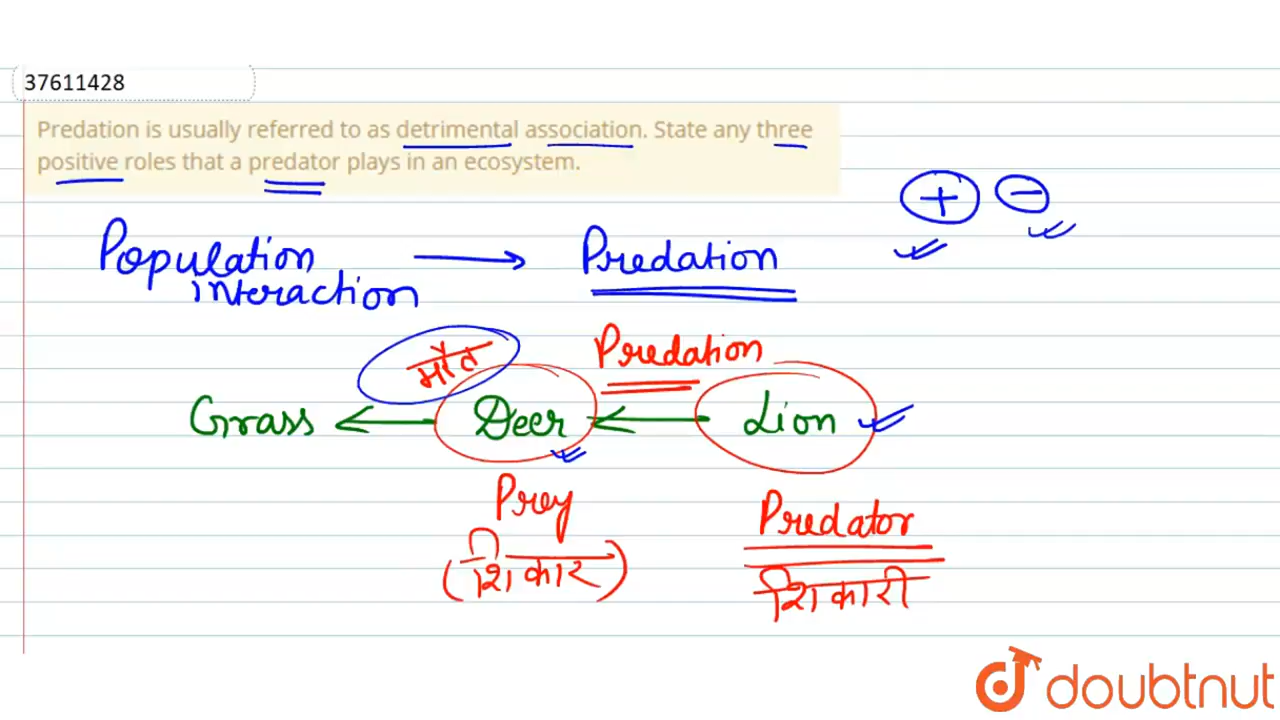 37611428
Predation is usually referred to as detrimental association. State any three
positive roles that a predator plays in an ecosystem.
+ −
Population → Predation
interaction
मौत Predation
Grass ← Deer ← Lion
Prey Predator
(शिकार) शिकारी
doubtnut